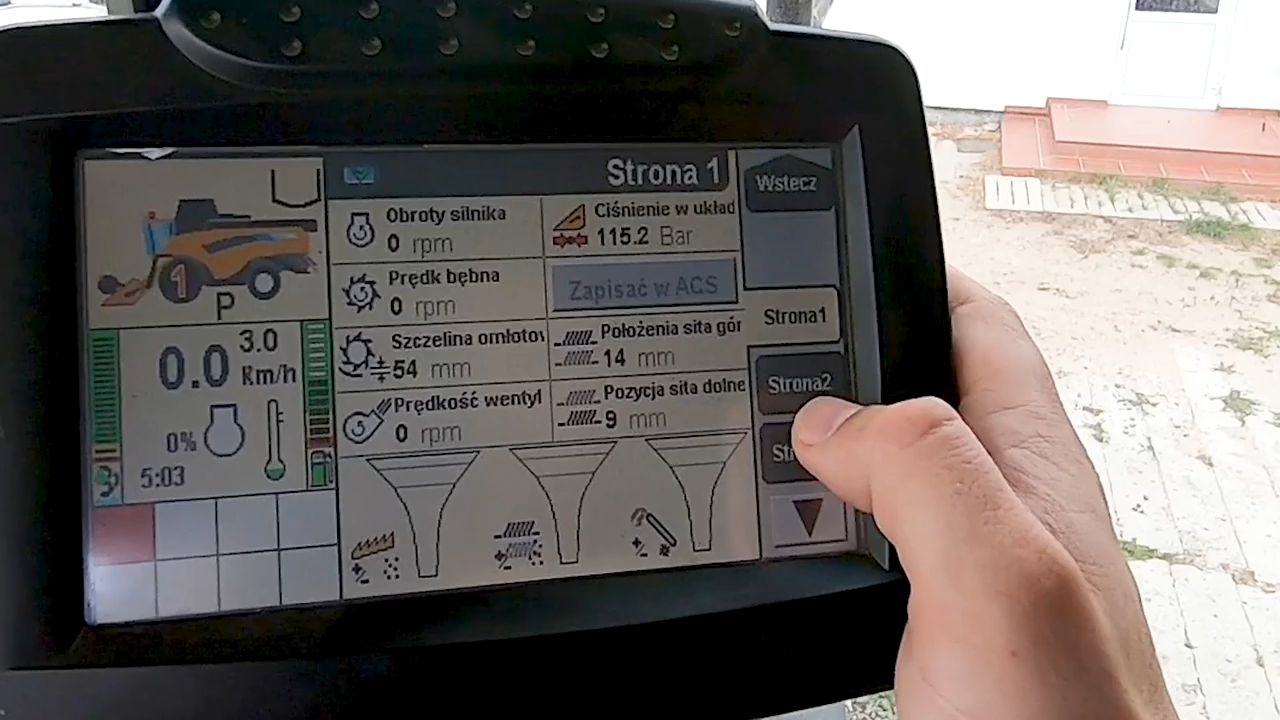 Strona 1
Wstecz
Obroty silnika
0 rpm
Ciśnienie w układ
115.2 Bar
Prędk bębna
0 rpm
Zapisać w ACS
Szczelina omłotov
54 mm
Położenia sita gór
14 mm
Prędkość wentyl
0 rpm
Pozycja sita dolne
9 mm
1
P
3.0
0.0 Km/h
0%
5:03
Strona1
Strona2
St